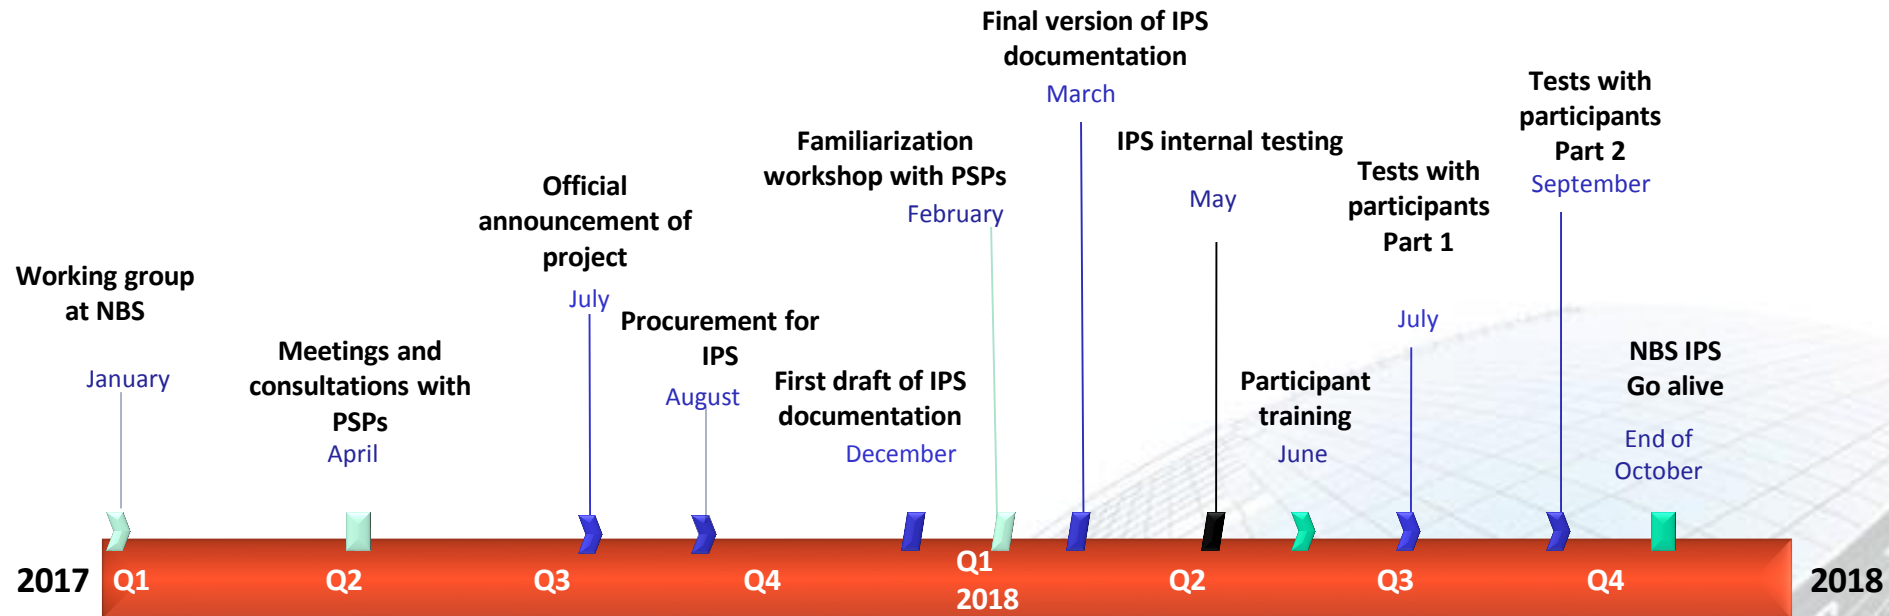 Working group
at NBS
January
Meetings and
consultations with
PSPs
April
Official
announcement of
project
July
Procurement for
IPS
August
First draft of IPS
documentation
December
Familiarization
workshop with PSPs
February
Final version of IPS
documentation
March
IPS internal testing
May
Participant
training
June
Tests with
participants
Part 1
July
Tests with
participants
Part 2
September
NBS IPS
Go alive
End of
October
2017
Q1
Q2
Q3
Q4
Q1
2018
Q2
Q3
Q4
2018